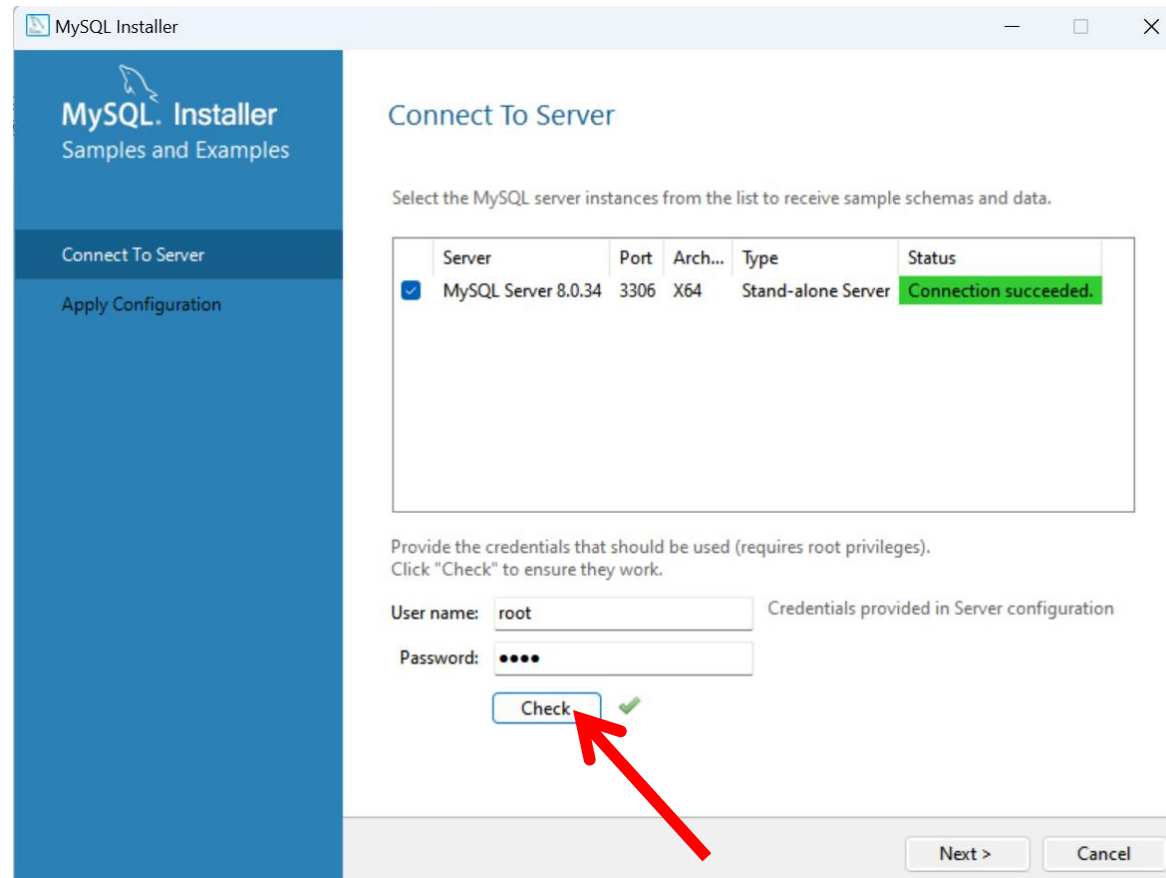 MySQL Installer
MySQL. Installer
Samples and Examples
Connect To Server
Apply Configuration
Connect To Server
Select the MySQL server instances from the list to receive sample schemas and data.
Server Port Arch... Type Status
MySQL Server 8.0.34 3306 X64 Stand-alone Server Connection succeeded.
Provide the credentials that should be used (requires root privileges).
Click "Check" to ensure they work.
User name: root Credentials provided in Server configuration
Password: ••••
Check
Next > Cancel